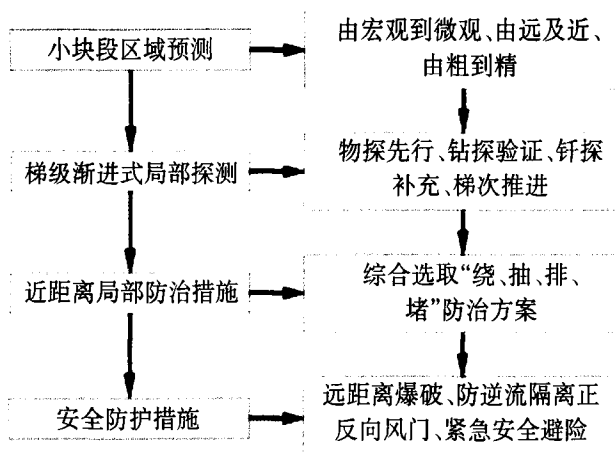 小块段区域预测
由宏观到微观、由远及近、
由粗到精
梯级渐进式局部探测
物探先行、钻探验证、钎探
补充、梯次推进
近距离局部防治措施
综合选取“绕、抽、排、
堵”防治方案
安全防护措施
远距离爆破、防逆流隔离正
反向风门、紧急安全避险